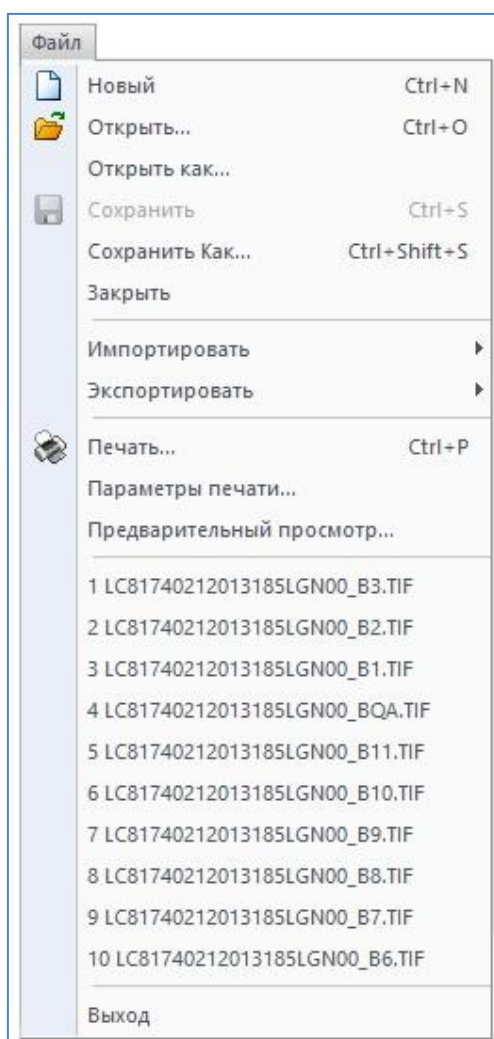 Файл
Новый Ctrl+N
Открыть... Ctrl+O
Открыть как...
Сохранить Ctrl+S
Сохранить Как... Ctrl+Shift+S
Закрыть
Импортировать
Экспортировать
Печать... Ctrl+P
Параметры печати...
Предварительный просмотр...
1 LC81740212013185LGN00_B3.TIF
2 LC81740212013185LGN00_B2.TIF
3 LC81740212013185LGN00_B1.TIF
4 LC81740212013185LGN00_BQA.TIF
5 LC81740212013185LGN00_B11.TIF
6 LC81740212013185LGN00_B10.TIF
7 LC81740212013185LGN00_B9.TIF
8 LC81740212013185LGN00_B8.TIF
9 LC81740212013185LGN00_B7.TIF
10 LC81740212013185LGN00_B6.TIF
Выход